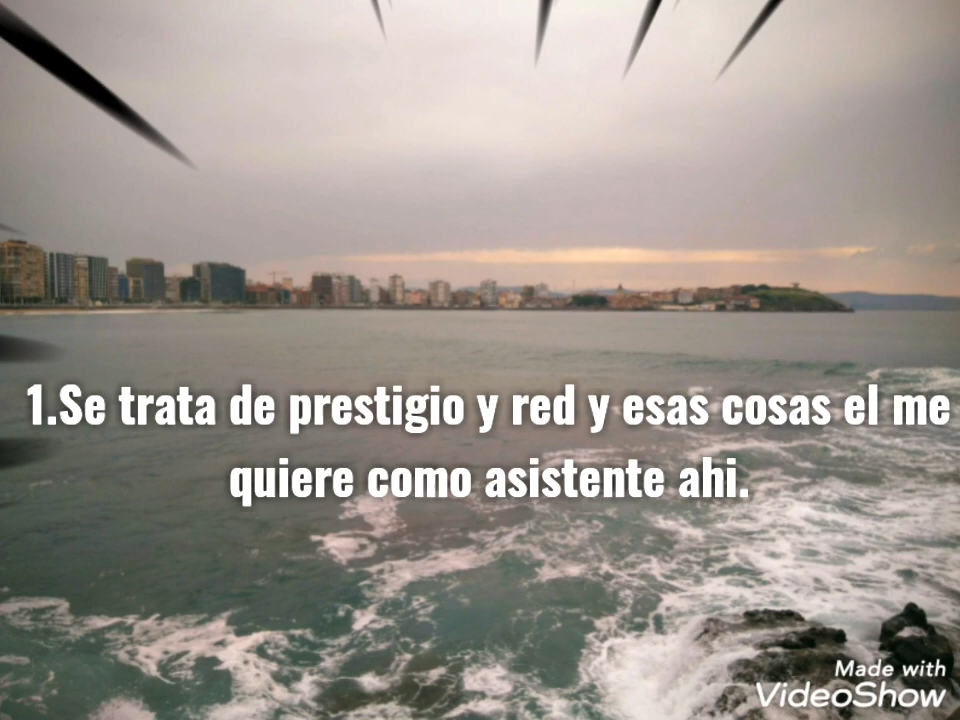 1.Se trata de prestigio y red y esas cosas el me
quiere como asistente ahi.
Made with
VideoShow